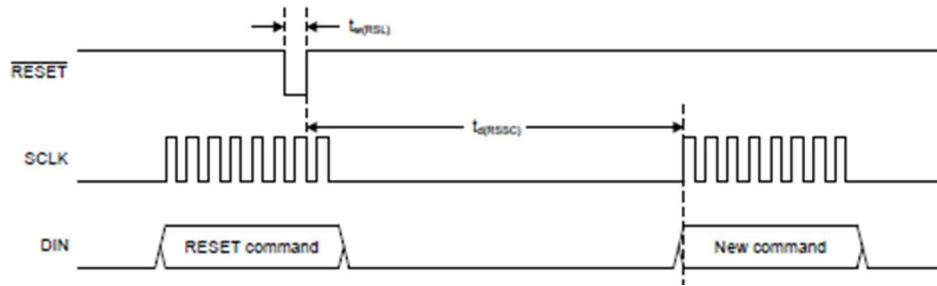 tw(RSL)
RESET
td(RSSC)
SCLK
DIN
RESET command
New command